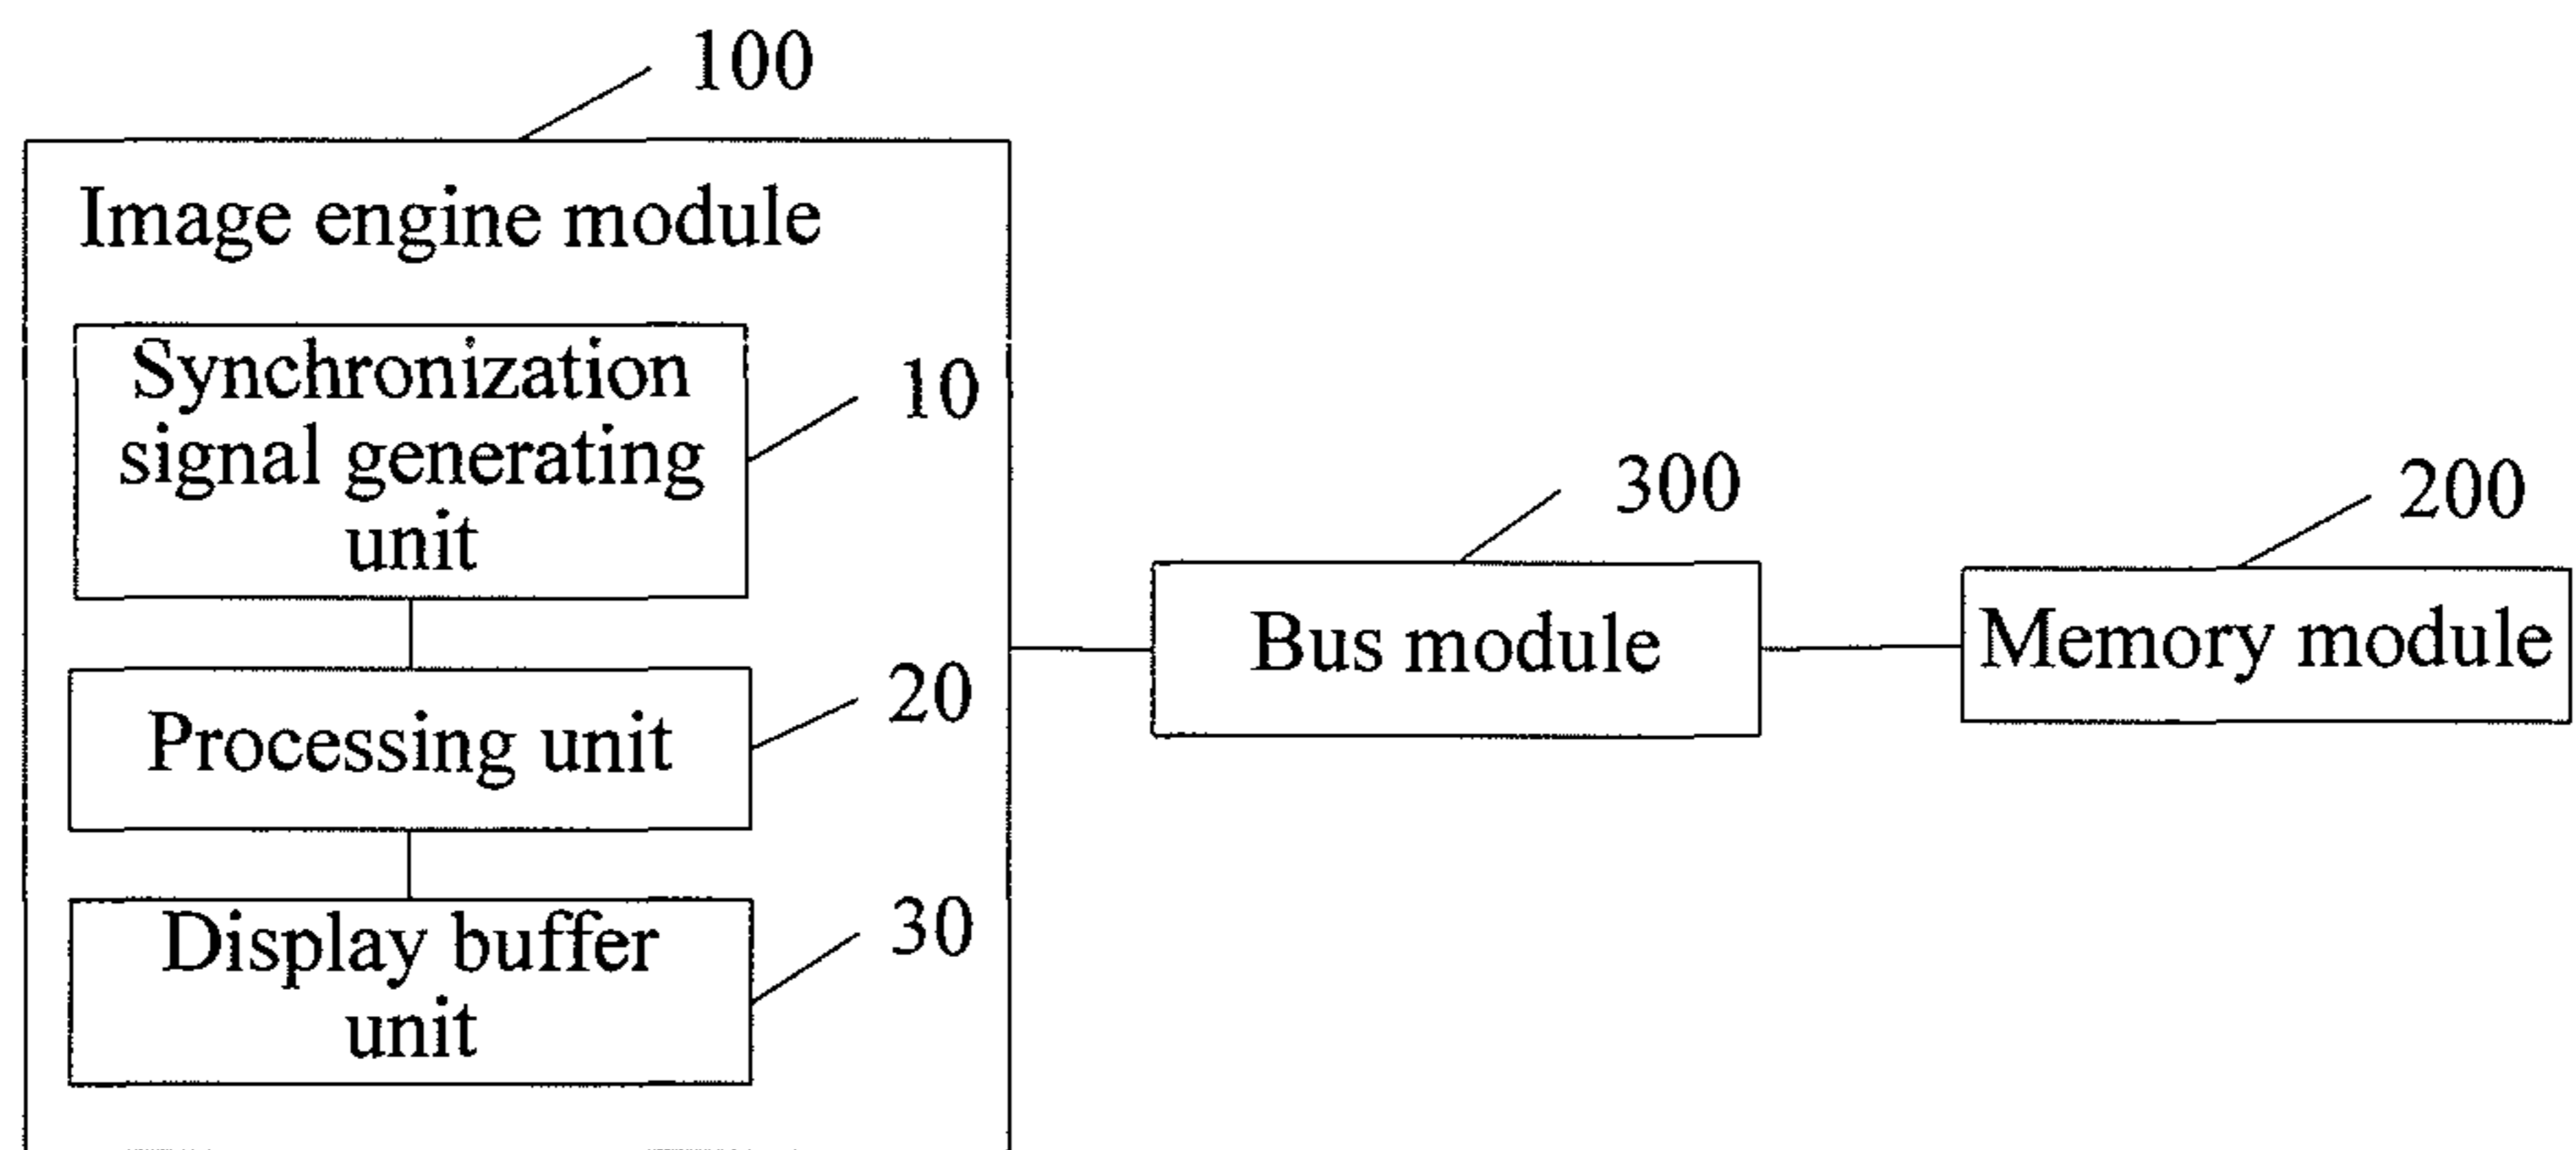 100
Image engine module
Synchronization
signal generating
unit
10
Processing unit
20
Display buffer
unit
30
300
Bus module
200
Memory module